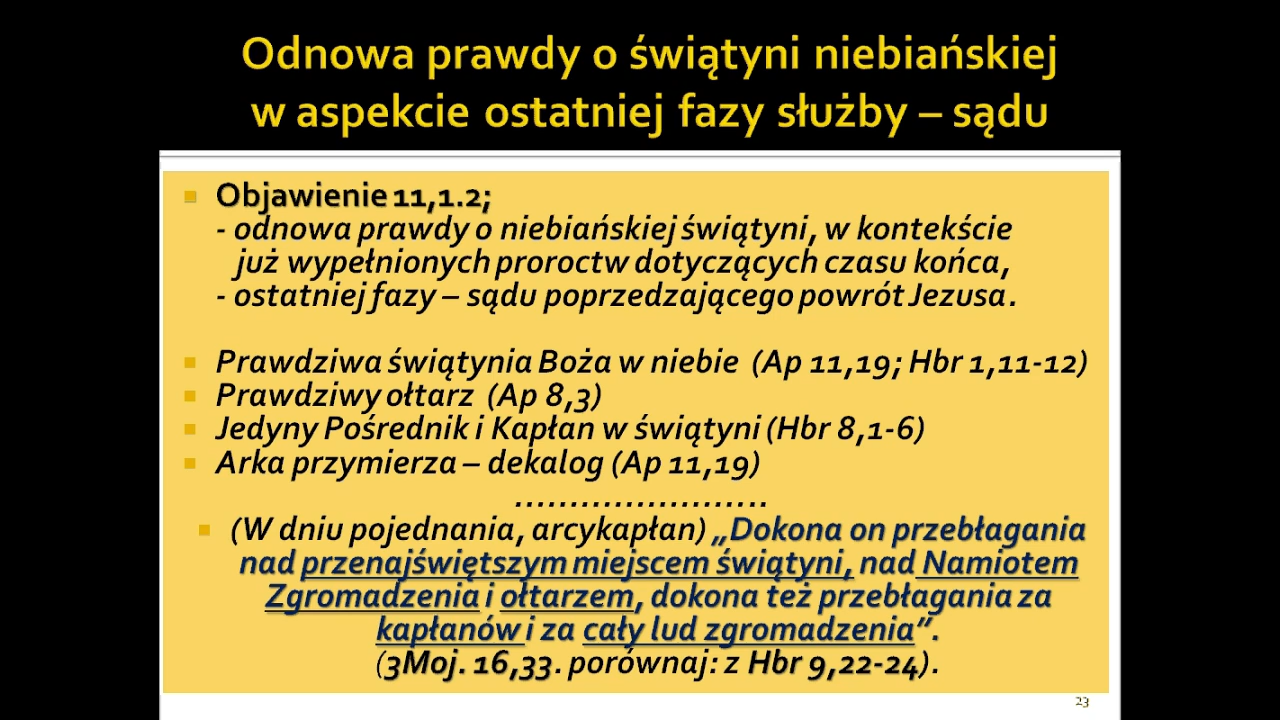 Odnowa prawdy o świątyni niebiańskiej
w aspekcie ostatniej fazy służby – sądu
Objawienie 11,1.2;
- odnowa prawdy o niebiańskiej świątyni, w kontekście
już wypełnionych proroctw dotyczących czasu końca,
- ostatniej fazy – sądu poprzedzającego powrót Jezusa.
Prawdziwa świątynia Boża w niebie (Ap 11,19; Hbr 1,11-12)
Prawdziwy ołtarz (Ap 8,3)
Jedyny Pośrednik i Kapłan w świątyni (Hbr 8,1-6)
Arka przymierza – dekalog (Ap 11,19)
.......................
(W dniu pojednania, arcykapłan) „Dokona on przebłagania
nad przenajświętszym miejscem świątyni, nad Namiotem
Zgromadzenia i ołtarzem, dokona też przebłagania za
kapłanów i za cały lud zgromadzenia”.
(3Moj. 16,33. porównaj: z Hbr 9,22-24).
23